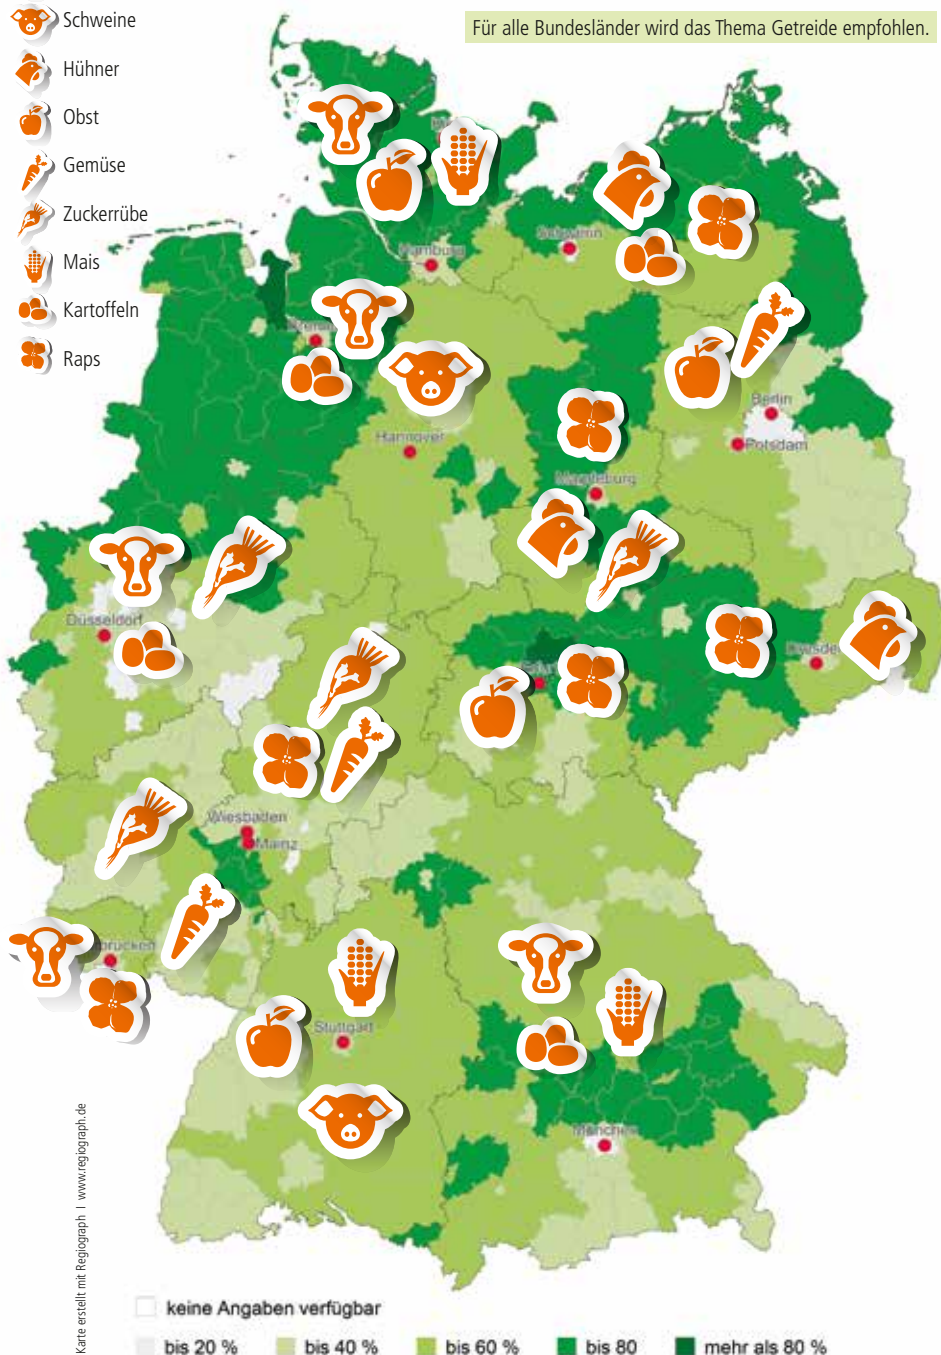 Schweine
Für alle Bundesländer wird das Thema Getreide empfohlen.
Hühner
Obst
Gemüse
Zuckerrübe
Mais
Kartoffeln
Raps
Schwerin
Hamburg
Bremen
Berlin
Potsdam
Hannover
Magdeburg
Düsseldorf
Dresden
Erfurt
Wiesbaden
Mainz
brücken
Stuttgart
München
Karte erstellt mit Regiograph | www.regiograph.de
keine Angaben verfügbar
bis 20 %
bis 40 %
bis 60 %
bis 80
mehr als 80 %